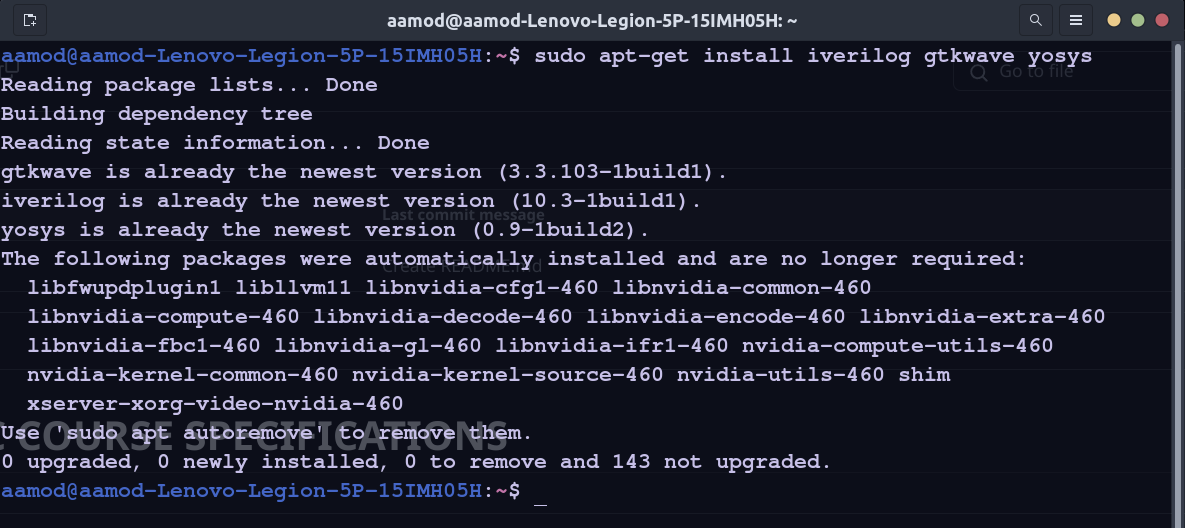 aamod@aamod-Lenovo-Legion-5P-15IMH05H: ~
aamod@aamod-Lenovo-Legion-5P-15IMH05H:~$ sudo apt-get install iverilog gtkwave yosys
Go to file
Reading package lists... Done
Building dependency tree
Reading state information... Done
gtkwave is already the newest version (3.3.103-1build1).
iverilog is already the newest version (10.3-1build1).
Last commit message
yosys is already the newest version (0.9-1build2).
The following packages were automatically installed and are no longer required:
Create README.md
  libfwupdplugin1 libllvm11 libnvidia-cfg1-460 libnvidia-common-460
  libnvidia-compute-460 libnvidia-decode-460 libnvidia-encode-460 libnvidia-extra-460
  libnvidia-fbc1-460 libnvidia-gl-460 libnvidia-ifr1-460 nvidia-compute-utils-460
  nvidia-kernel-common-460 nvidia-kernel-source-460 nvidia-utils-460 shim
  xserver-xorg-video-nvidia-460
Use 'sudo apt autoremove' to remove them.
COURSE SPECIFICATIONS
0 upgraded, 0 newly installed, 0 to remove and 143 not upgraded.
aamod@aamod-Lenovo-Legion-5P-15IMH05H:~$ _